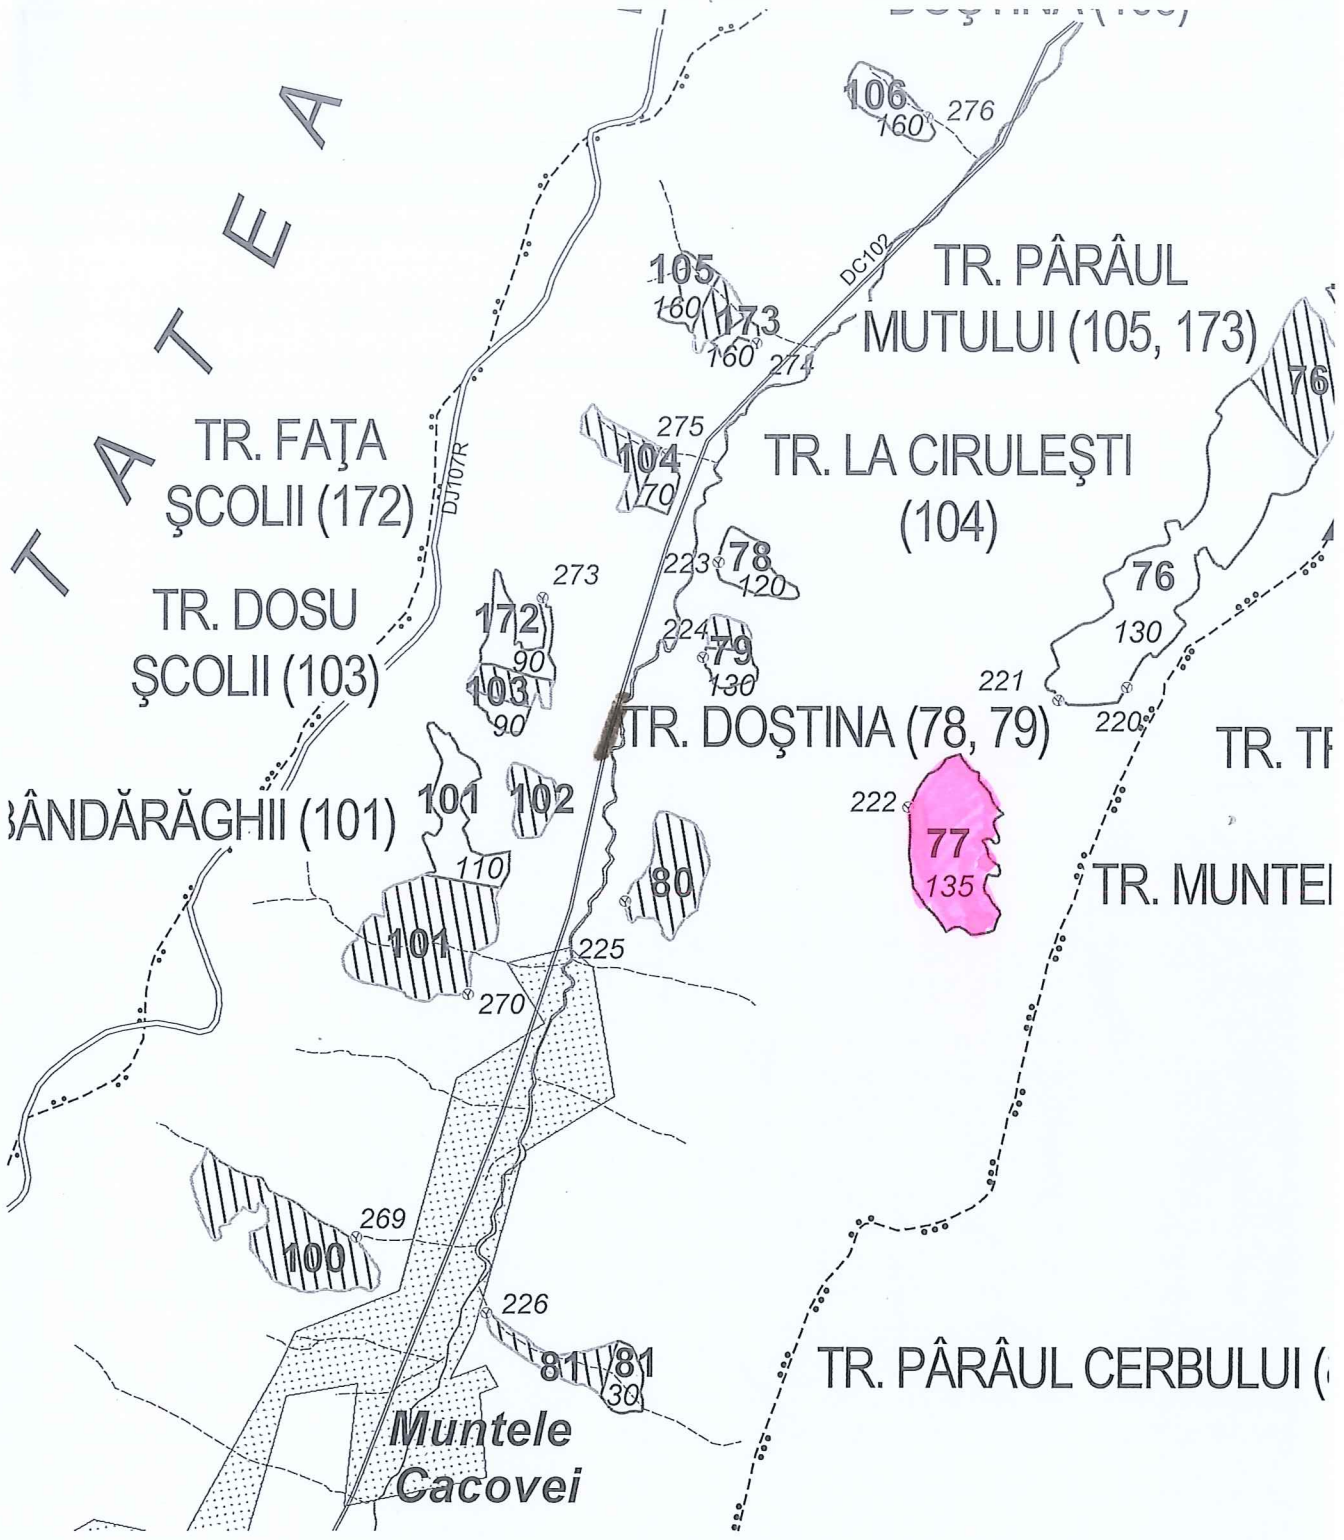 106
276
160
TATEA
DC102
TR. PÂRÂUL
MUTULUI (105, 173)
105
160
173
160
274
76
TR. FAŢA
ŞCOLII (172)
DJ107R
275
104
70
TR. LA CIRULEŞTI
(104)
223
78
120
76
130
273
172
90
TR. DOSU
ŞCOLII (103)
103
90
224
79
130
221
220
TR. DOŞTINA (78, 79)
222
77
135
TR.
101
102
110
ÂNDĂRĂGHII (101)
80
TR. MUNTE
101
270
225
269
100
226
81
81
30
TR. PÂRÂUL CERBULUI (
Muntele
Cacovei